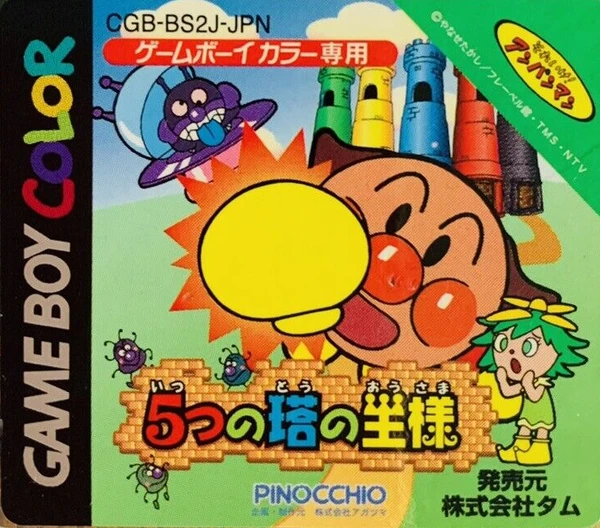 CGB-BS2J-JPN
ゲームボーイカラー専用
GAME BOY COLOR
それいけ!
アンパンマン
©やなせたかし/フレーベル館・TMS・NTV
いつ とう おうさま
5つの塔の王様
PINOCCHIO
企画・製作元 株式会社アガツマ
発売元
株式会社タム